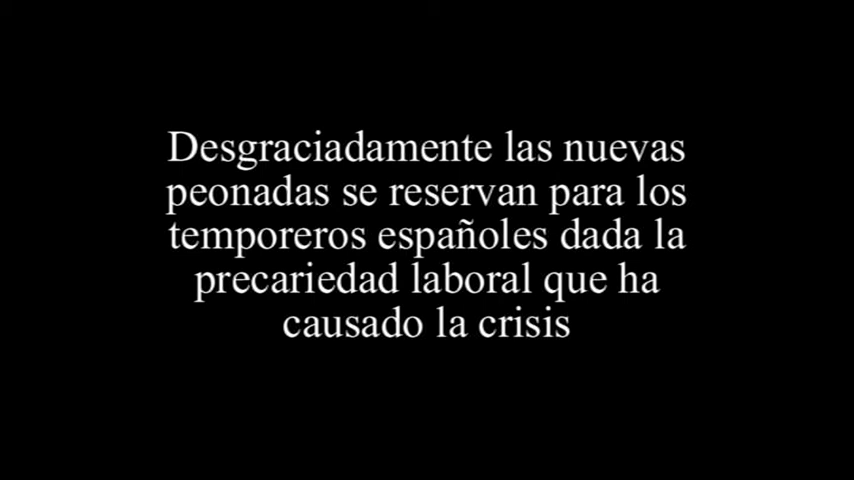 Desgraciadamente las nuevas
peonadas se reservan para los
temporeros españoles dada la
precariedad laboral que ha
causado la crisis